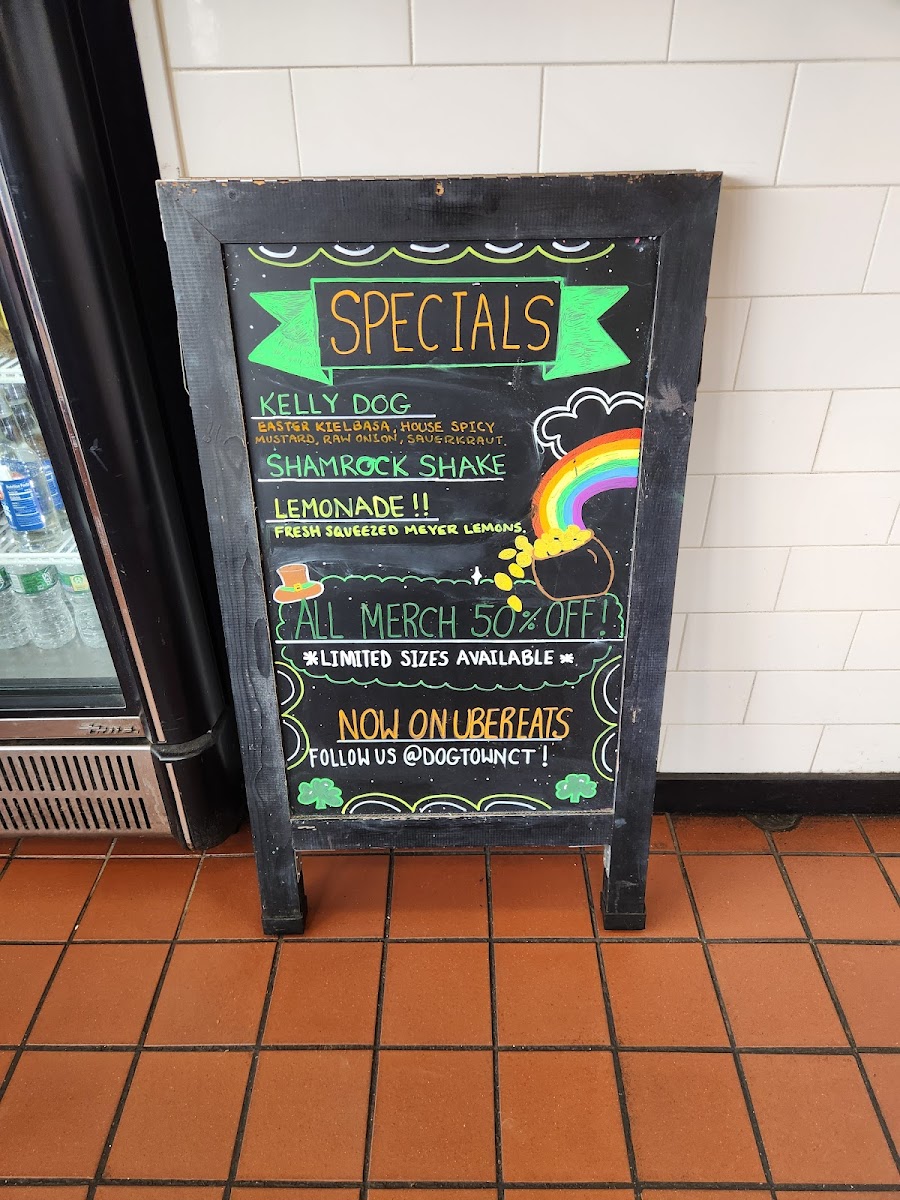 SPECIALS
KELLY DOG
EASTER KIELBASA, HOUSE SPICY
MUSTARD, RAW ONION, SAUERKRAUT.
SHAMROCK SHAKE
LEMONADE !!
FRESH SQUEEZED MEYER LEMONS.
ALL MERCH 50% OFF!
*LIMITED SIZES AVAILABLE *
NOW ON UBEREATS
FOLLOW US @DOGTOWNCT !